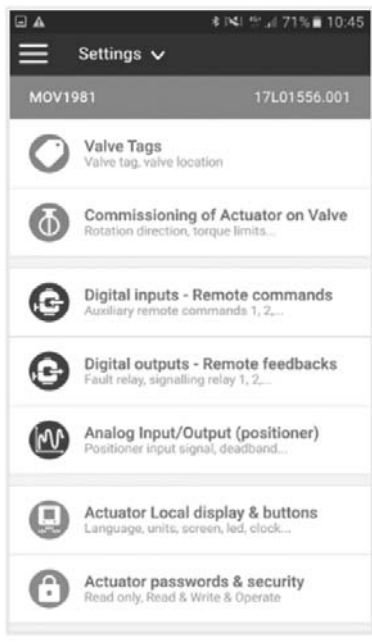 71% 10:45
Settings
MOV1981 17L01556.001
Valve Tags
Valve tag, valve location
Commissioning of Actuator on Valve
Rotation direction, torque limits...
Digital inputs - Remote commands
Auxiliary remote commands 1, 2,...
Digital outputs - Remote feedbacks
Fault relay, signalling relay 1, 2,...
Analog Input/Output (positioner)
Positioner input signal, deadband...
Actuator Local display & buttons
Language, units, screen, led, clock...
Actuator passwords & security
Read only, Read & Write & Operate